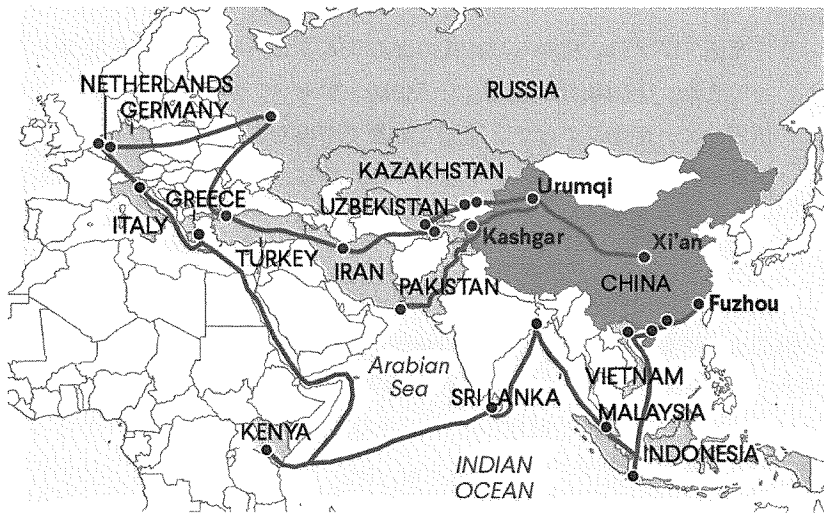 NETHERLANDS
GERMANY
RUSSIA
KAZAKHSTAN
Urumqi
GREECE
UZBEKISTAN
ITALY
Kashgar
Xi'an
TURKEY
IRAN
PAKISTAN
CHINA
Fuzhou
Arabian
Sea
VIETNAM
SRI LANKA
MALAYSIA
KENYA
INDONESIA
INDIAN
OCEAN